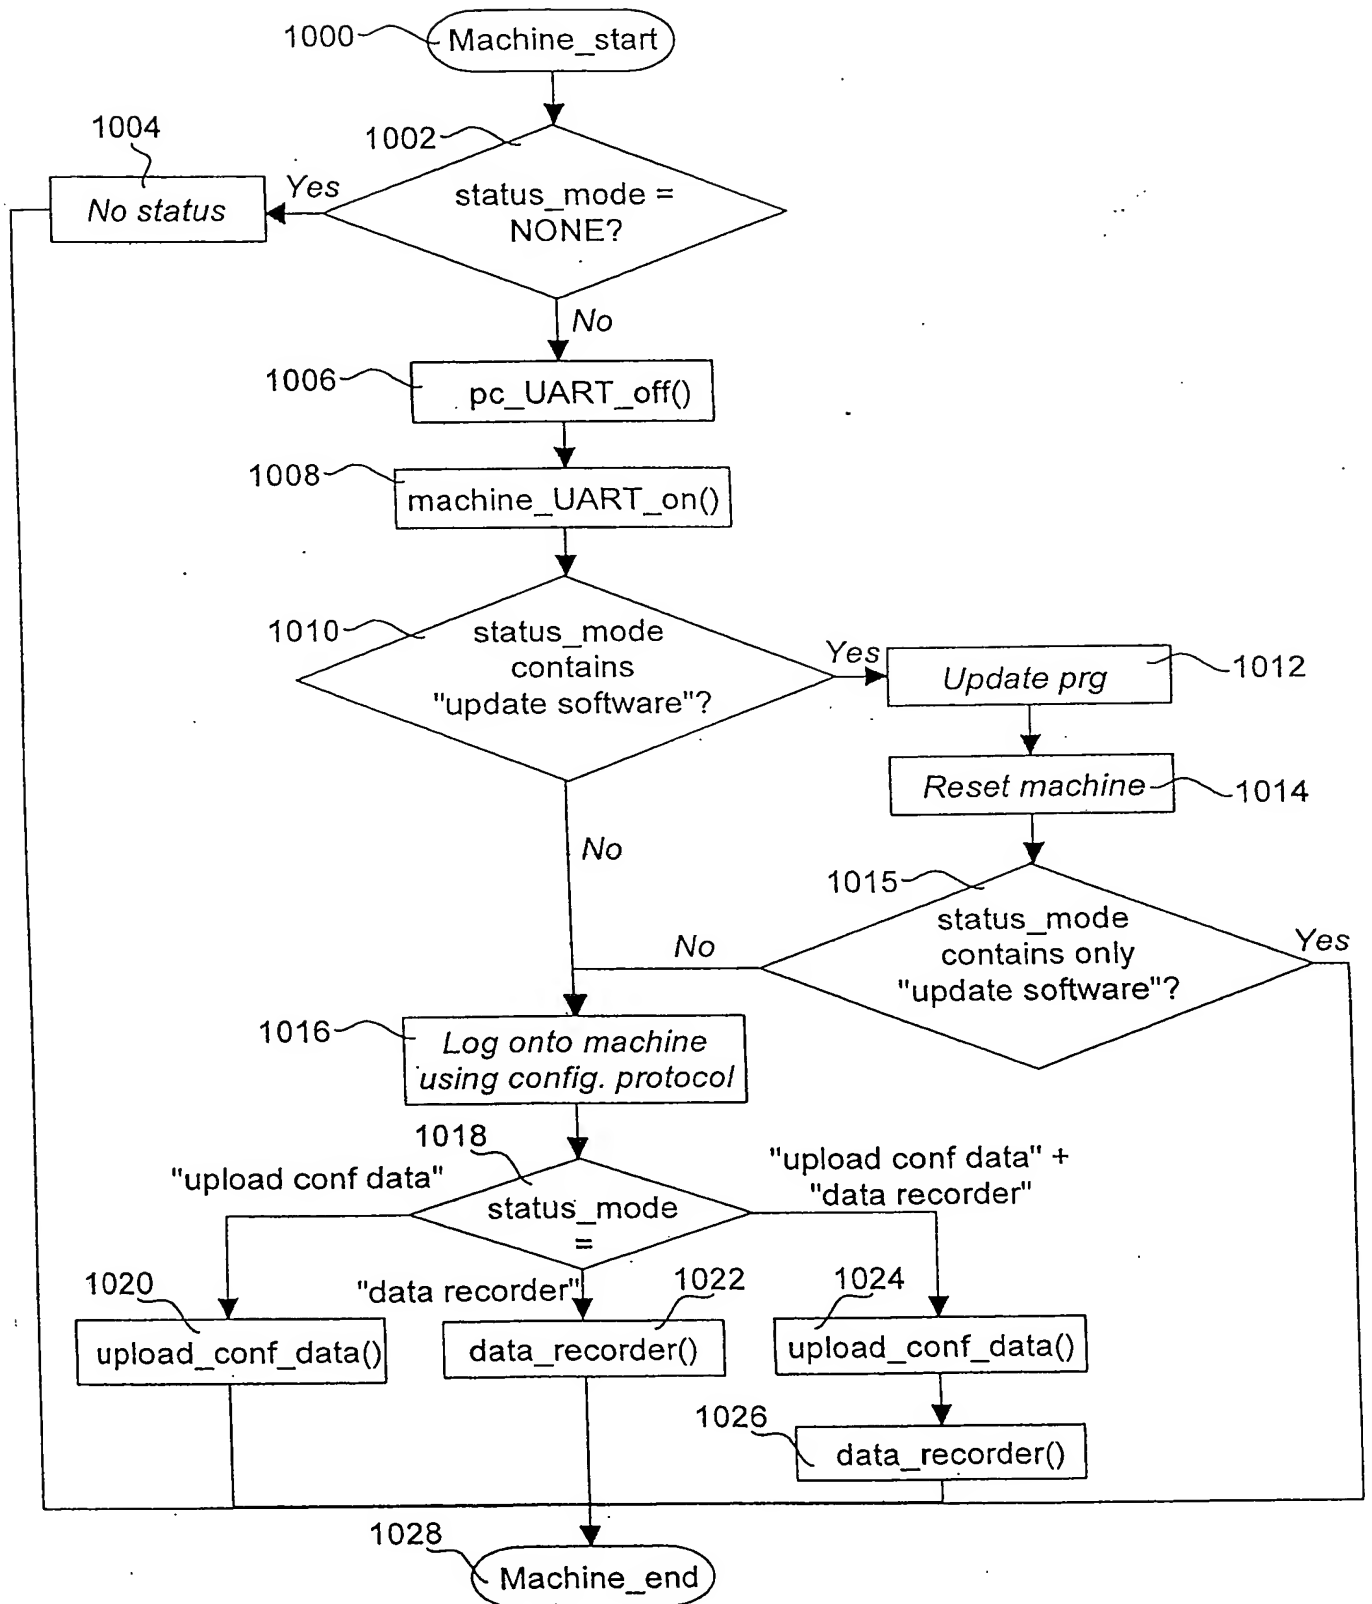 1000
Machine_start
1004
1002
Yes
No status
status_mode =
NONE?
No
1006
pc_UART_off()
1008
machine_UART_on()
1010
status_mode
contains
"update software"?
Yes
Update prg
1012
Reset machine
1014
No
1015
status_mode
contains only
"update software"?
No
Yes
1016
Log onto machine
using config. protocol
1018
"upload conf data"
status_mode
=
"upload conf data" +
"data recorder"
1020
"data recorder"
1022
1024
upload_conf_data()
data_recorder()
upload_conf_data()
1026
data_recorder()
1028
Machine_end